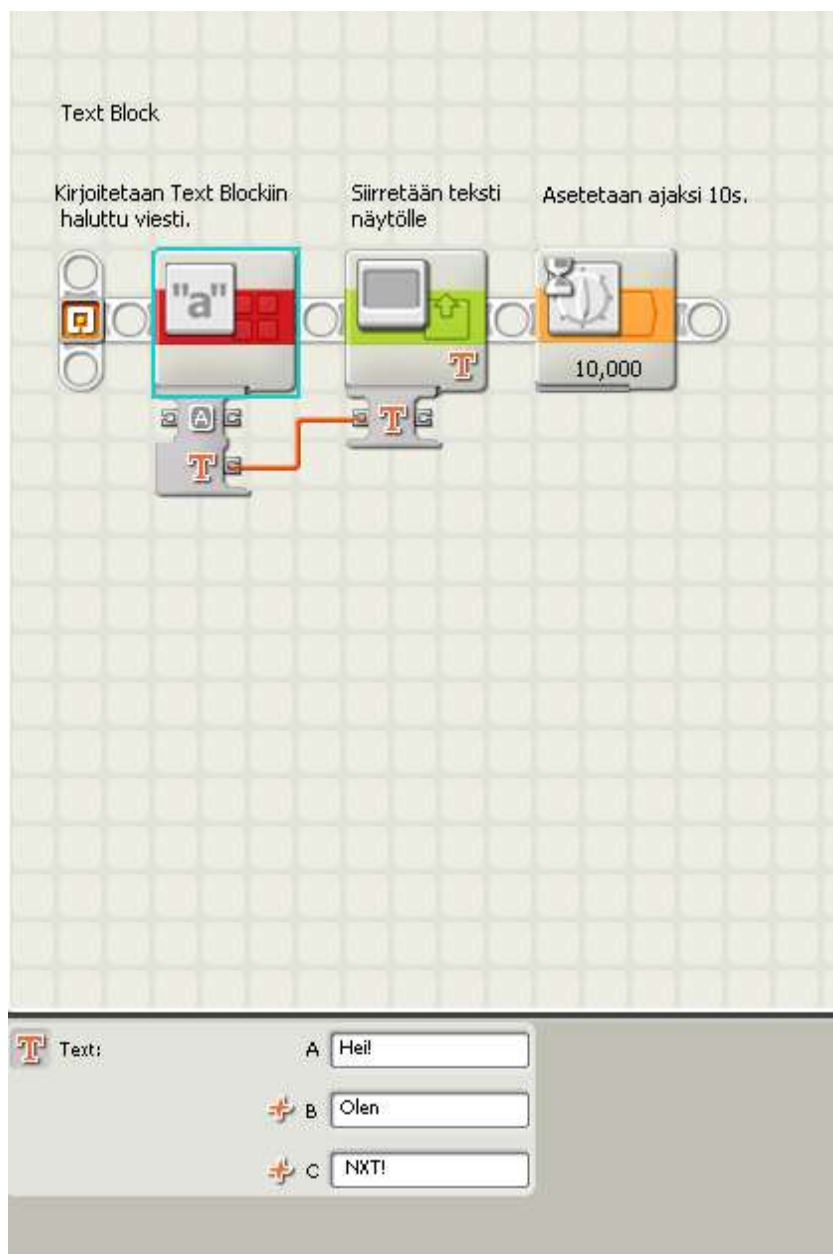 Text Block
Kirjoitetaan Text Blockiin
haluttu viesti.
Siirretään teksti
näytölle
Asetetaan ajaksi 10s.
"a"
T
10,000
A
T
T
T Text:
A Hei!
B Olen
C NXT!